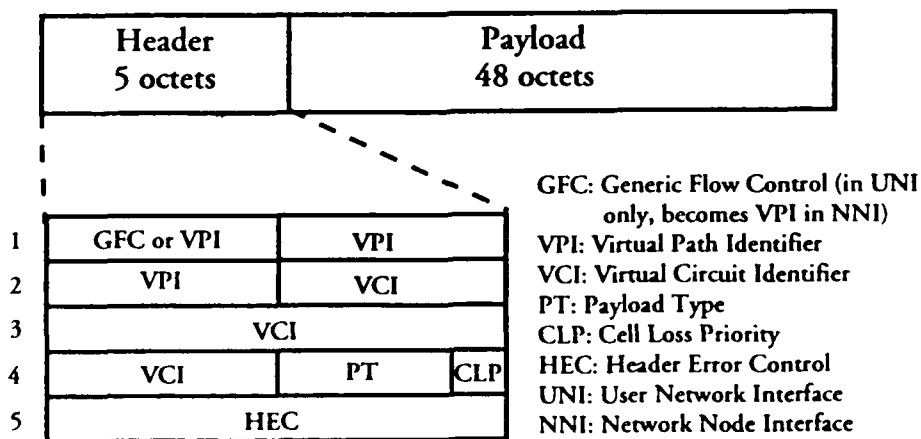 Header
5 octets
Payload
48 octets
1
GFC or VPI
VPI
2
VPI
VCI
3
VCI
4
VCI
PT
CLP
5
HEC
GFC: Generic Flow Control (in UNI
only, becomes VPI in NNI)
VPI: Virtual Path Identifier
VCI: Virtual Circuit Identifier
PT: Payload Type
CLP: Cell Loss Priority
HEC: Header Error Control
UNI: User Network Interface
NNI: Network Node Interface